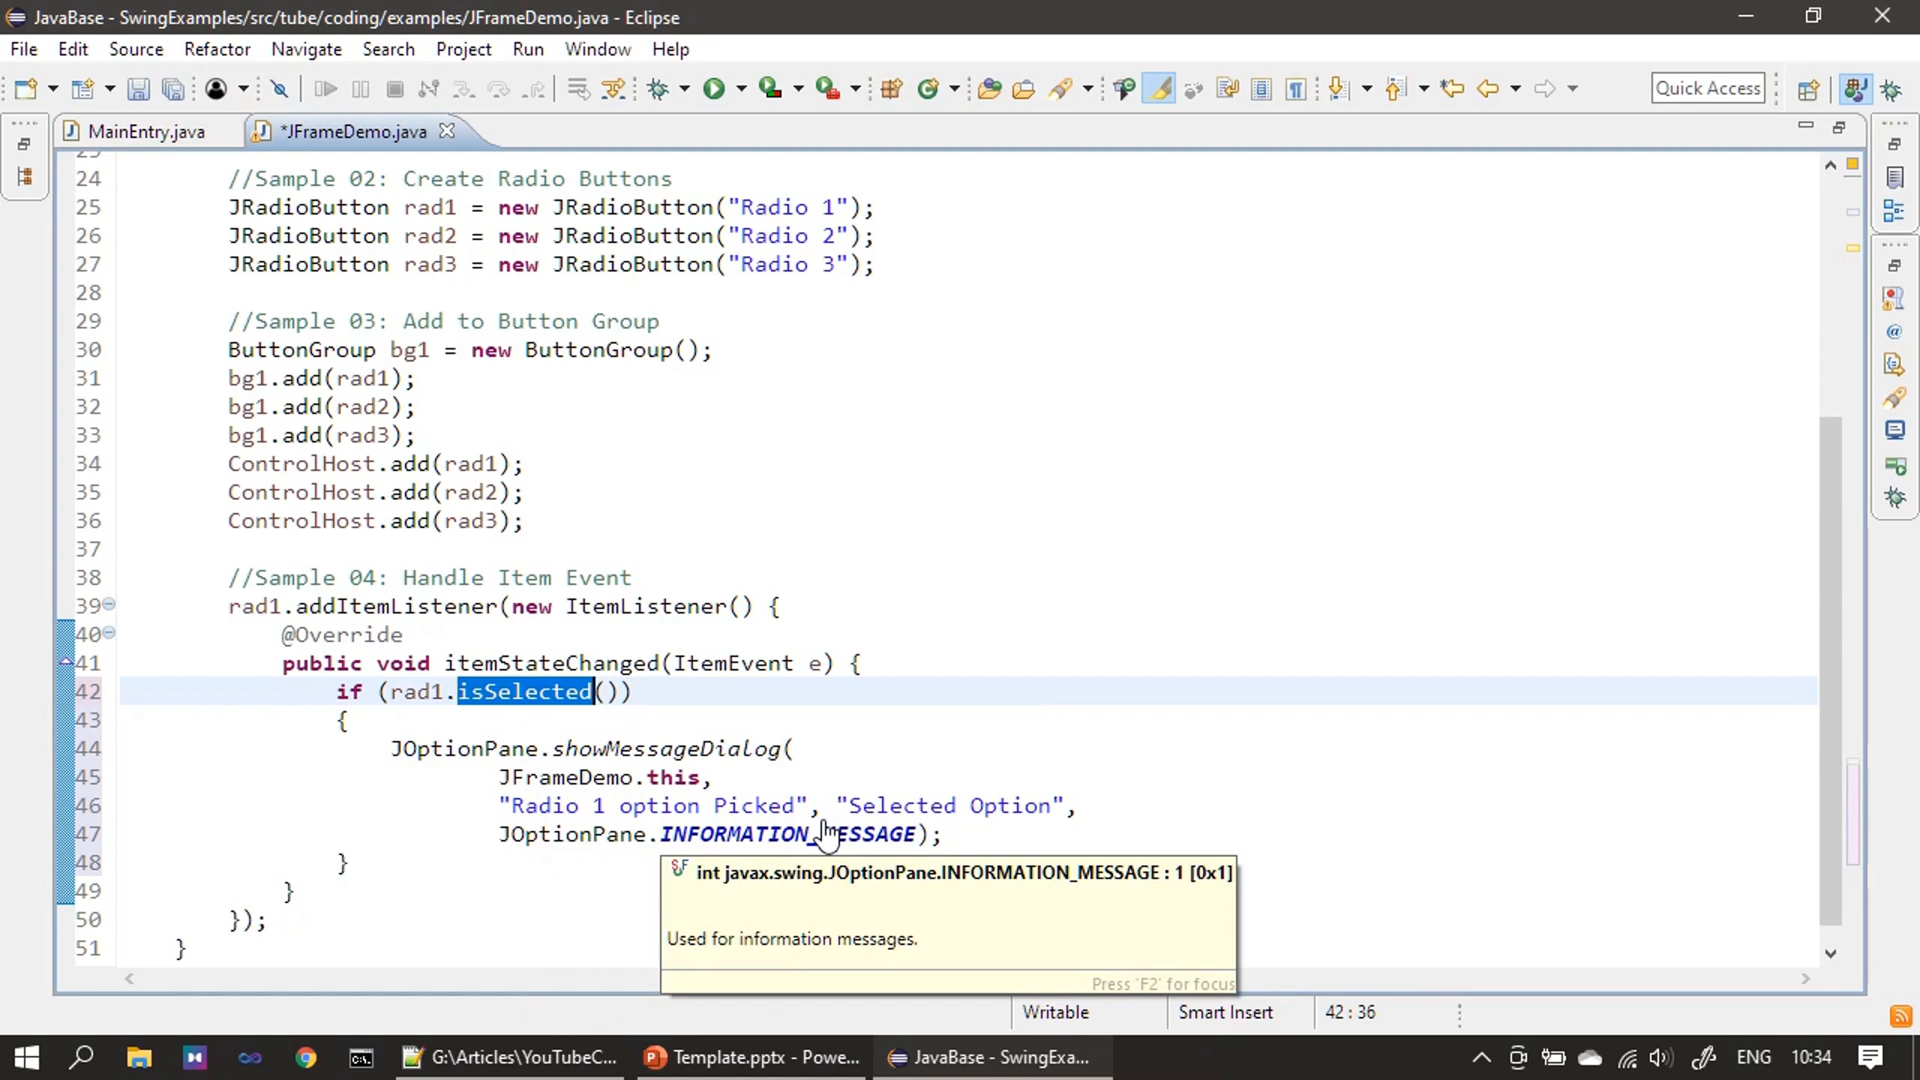 JavaBase - SwingExamples/src/tube/coding/examples/JFrameDemo.java - Eclipse
File Edit Source Refactor Navigate Search Project Run Window Help
Quick Access
MainEntry.java *JFrameDemo.java
24 //Sample 02: Create Radio Buttons
25 JRadioButton rad1 = new JRadioButton("Radio 1");
26 JRadioButton rad2 = new JRadioButton("Radio 2");
27 JRadioButton rad3 = new JRadioButton("Radio 3");
28
29 //Sample 03: Add to Button Group
30 ButtonGroup bg1 = new ButtonGroup();
31 bg1.add(rad1);
32 bg1.add(rad2);
33 bg1.add(rad3);
34 ControlHost.add(rad1);
35 ControlHost.add(rad2);
36 ControlHost.add(rad3);
37
38 //Sample 04: Handle Item Event
39 rad1.addItemListener(new ItemListener() {
40 @Override
41 public void itemStateChanged(ItemEvent e) {
42 if (rad1.isSelected())
43 {
44 JOptionPane.showMessageDialog(
45 JFrameDemo.this,
46 "Radio 1 option Picked", "Selected Option",
47 JOptionPane.INFORMATION_MESSAGE);
48 }
49 }
50 });
51 }
int javax.swing.JOptionPane.INFORMATION_MESSAGE : 1 [0x1]
Used for information messages.
Press 'F2' for focus
Writable Smart Insert 42 : 36
G:\Articles\YouTubeC... Template.pptx - Powe... JavaBase - SwingExa... ENG 10:34